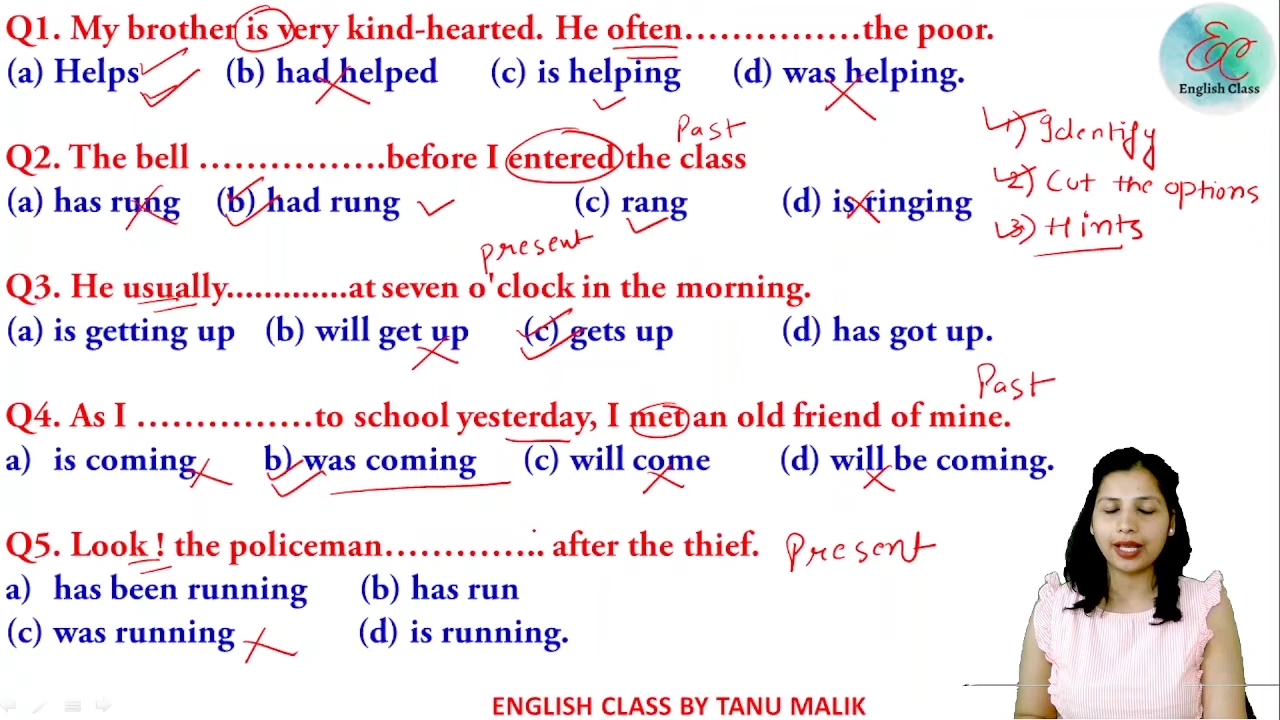 Q1. My brother is very kind-hearted. He often...............the poor.
(a) Helps (b) had helped (c) is helping (d) was helping.
EC
English Class
1) Identify
Past
Q2. The bell ................before I entered the class
2) Cut the options
(a) has rung (b) had rung (c) rang (d) is ringing
3) Hints
present
Q3. He usually.............at seven o'clock in the morning.
(a) is getting up (b) will get up (c) gets up (d) has got up.
Past
Q4. As I ...............to school yesterday, I met an old friend of mine.
a) is coming b) was coming (c) will come (d) will be coming.
Q5. Look ! the policeman.............. after the thief. Present
a) has been running (b) has run
(c) was running (d) is running.
ENGLISH CLASS BY TANU MALIK